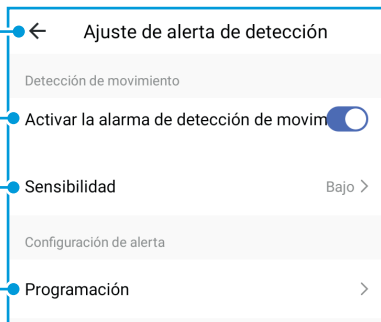 Ajuste de alerta de detección
Detección de movimiento
Activar la alarma de detección de movim
Sensibilidad Bajo
Configuración de alerta
Programación